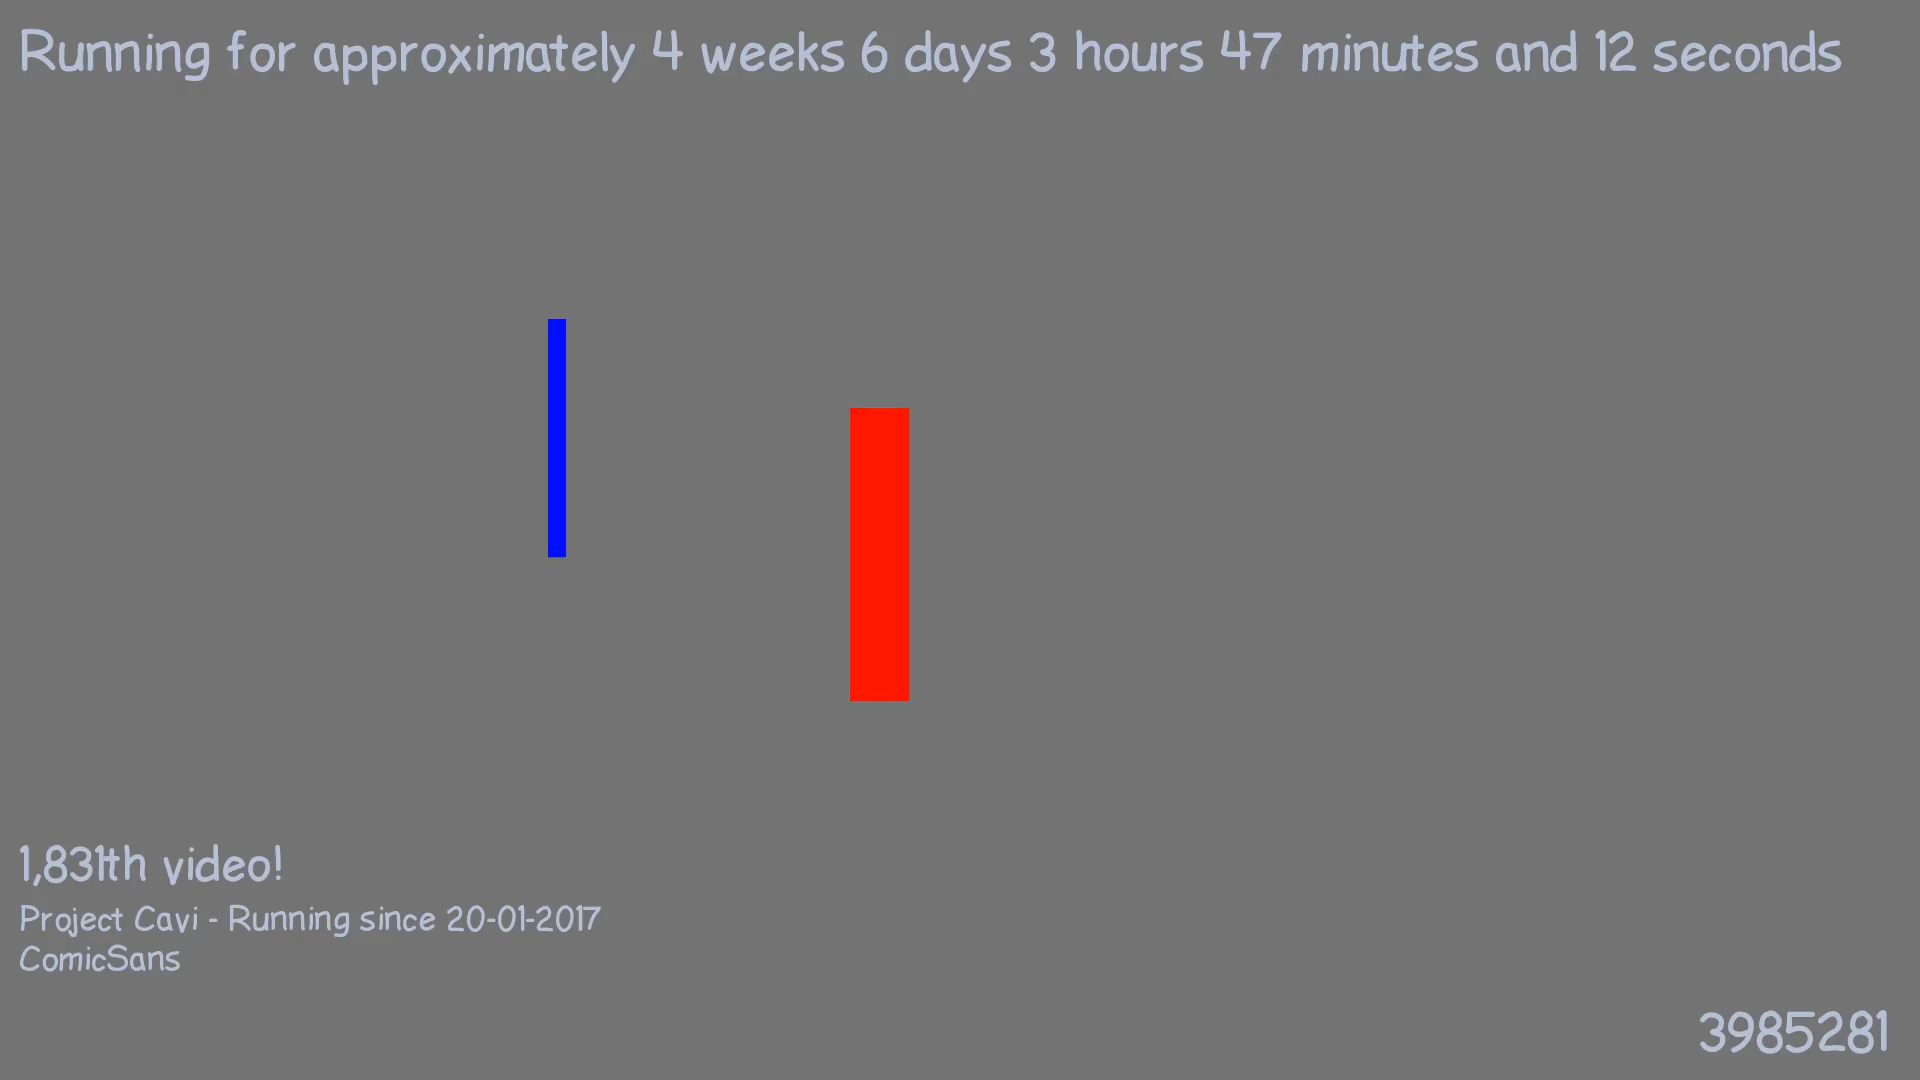 Running for approximately 4 weeks 6 days 3 hours 47 minutes and 12 seconds
1,831th video!
Project Cavi - Running since 20-01-2017
ComicSans
3985281